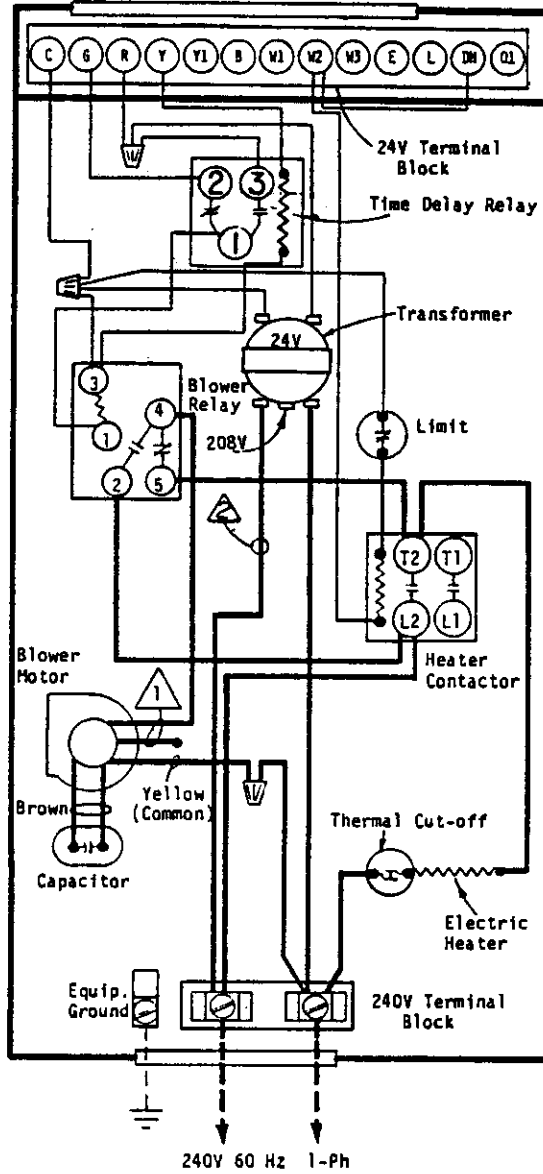 C G R Y Y1 B W1 W2 W3 E L DM O1
24V Terminal
Block
2 3
1
Time Delay Relay
Transformer
24V
Blower
Relay
208V
3
4
1
2 5
Limit
2
T2 T1
L2 L1
Heater
Contactor
Blower
Motor
1
Yellow
(Common)
Brown
Capacitor
Thermal Cut-off
Electric
Heater
Equip.
Ground
240V Terminal
Block
240V 60 Hz 1-Ph